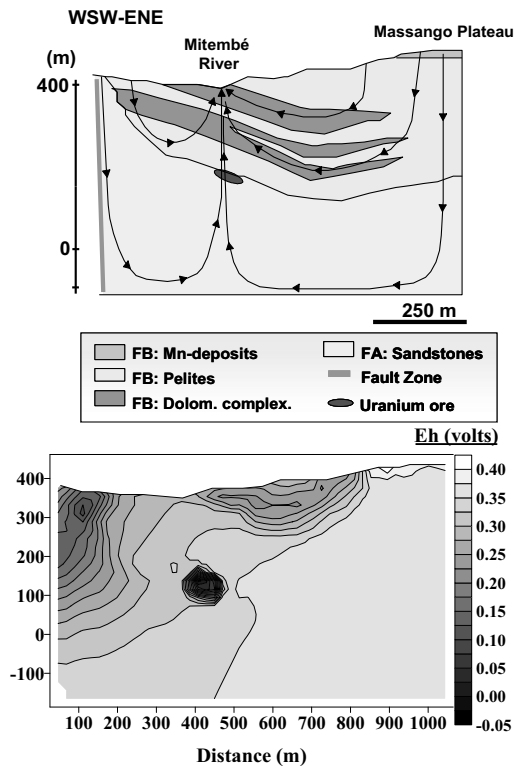 WSW-ENE
Massango Plateau
Mitembé
River
(m)
400
0
250 m
FB: Mn-deposits
FA: Sandstones
FB: Pelites
Fault Zone
FB: Dolom. complex.
Uranium ore
Eh (volts)
400
300
200
100
0
-100
0.40
0.35
0.30
0.25
0.20
0.15
0.10
0.05
0.00
-0.05
100 200 300 400 500 600 700 800 900 1000
Distance (m)